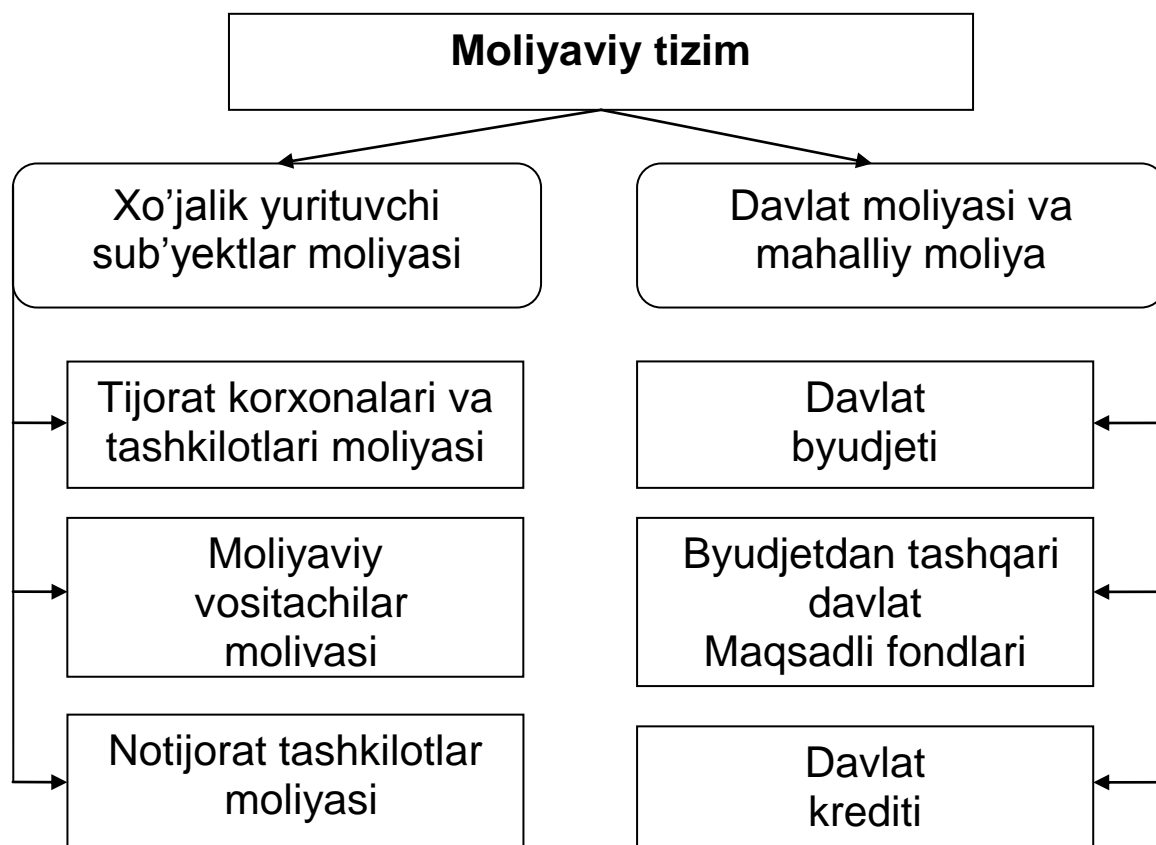 Moliyaviy tizim
Xo’jalik yurituvchi
sub’yektlar moliyasi
Davlat moliyasi va
mahalliy moliya
Tijorat korxonalari va
tashkilotlari moliyasi
Davlat
byudjeti
Moliyaviy
vositachilar
moliyasi
Byudjetdan tashqari
davlat
Maqsadli fondlari
Notijorat tashkilotlar
moliyasi
Davlat
krediti